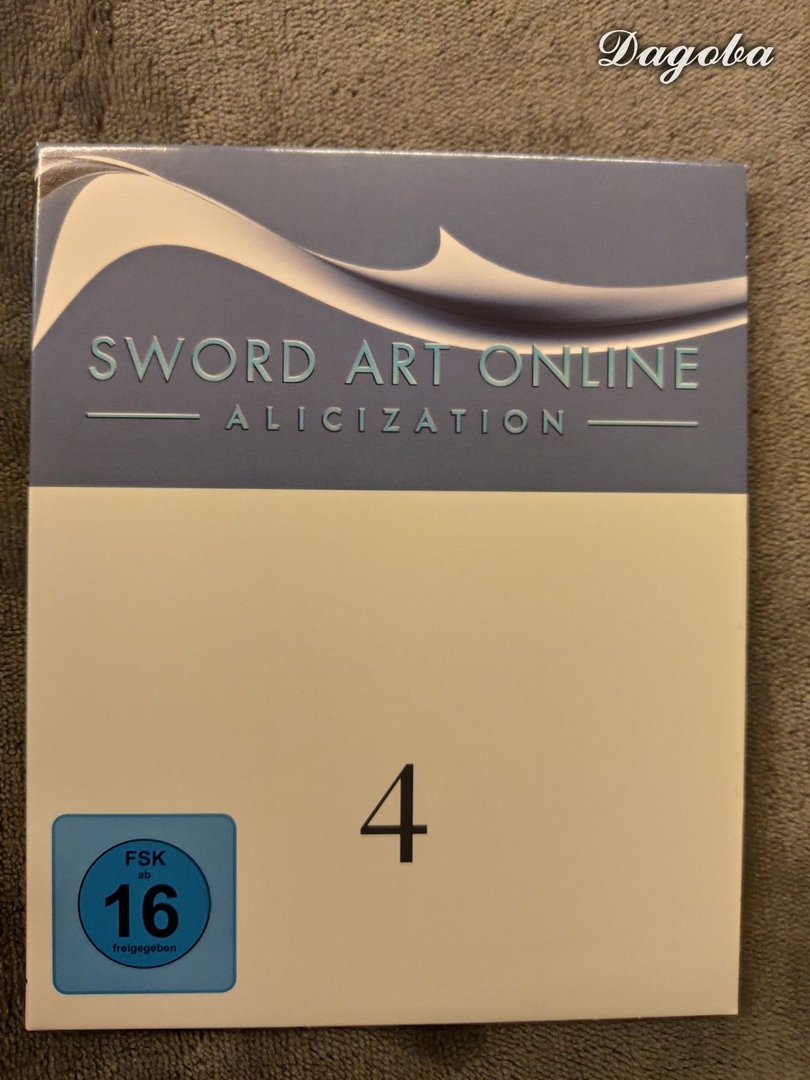 Dagoba
SWORD ART ONLINE
ALICIZATION
4
FSK
ab
16
freigegeben